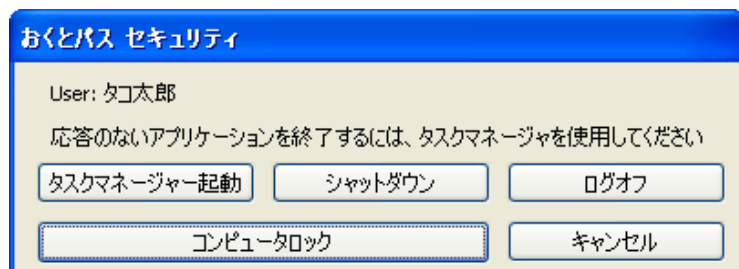 おくとパス セキュリティ
User: タコ太郎
応答のないアプリケーションを終了するには、タスクマネージャを使用してください
タスクマネージャー起動 シャットダウン ログオフ
コンピュータロック キャンセル